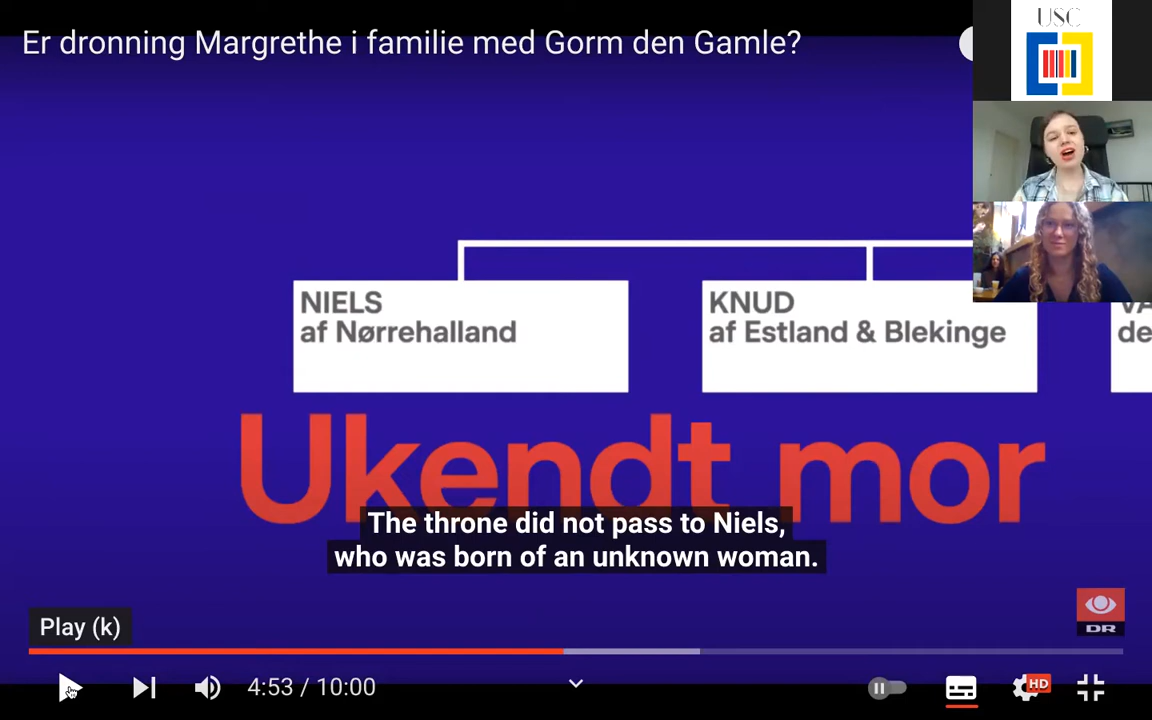 Er dronning Margrethe i familie med Gorm den Gamle?
USC
NIELS
af Nørrehalland
KNUD
af Estland & Blekinge
de
Ukendt mor
The throne did not pass to Niels,
who was born of an unknown woman.
Play (k)
DR
4:53 / 10:00
HD